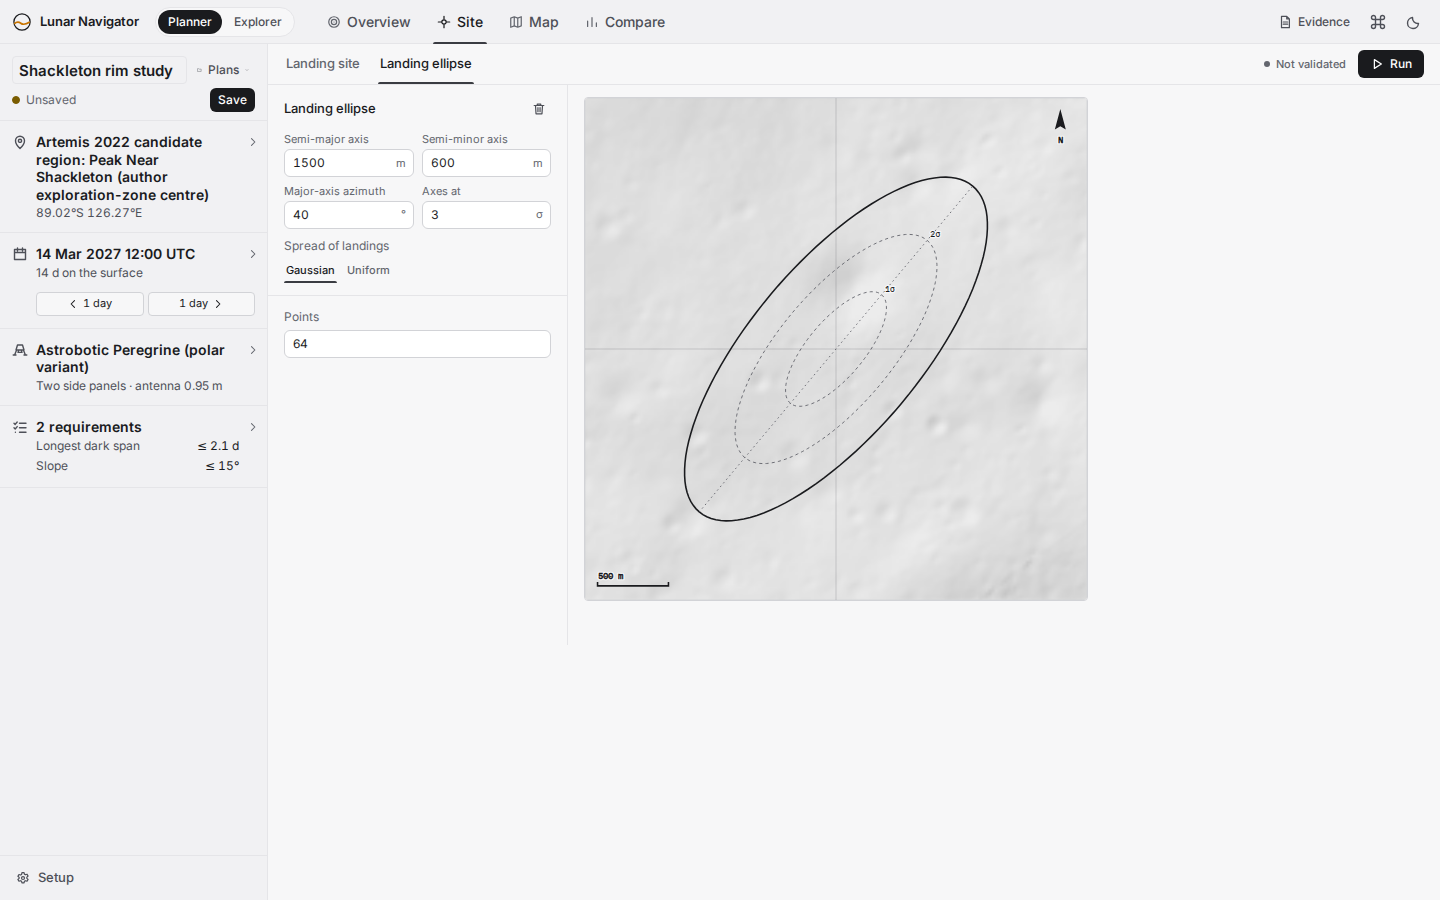 Lunar Navigator
Planner
Explorer
Overview
Site
Map
Compare
Evidence
Shackleton rim study
Plans
Unsaved
Save
Artemis 2022 candidate
region: Peak Near
Shackleton (author
exploration-zone centre)
89.02°S 126.27°E
14 Mar 2027 12:00 UTC
14 d on the surface
1 day
1 day
Astrobotic Peregrine (polar
variant)
Two side panels · antenna 0.95 m
2 requirements
Longest dark span ≤ 2.1 d
Slope ≤ 15°
Setup
Landing site
Landing ellipse
Not validated
Run
Landing ellipse
Semi-major axis
Semi-minor axis
1500 m
600 m
Major-axis azimuth
Axes at
40 °
3 σ
Spread of landings
Gaussian
Uniform
Points
64
N
2σ
1σ
500 m